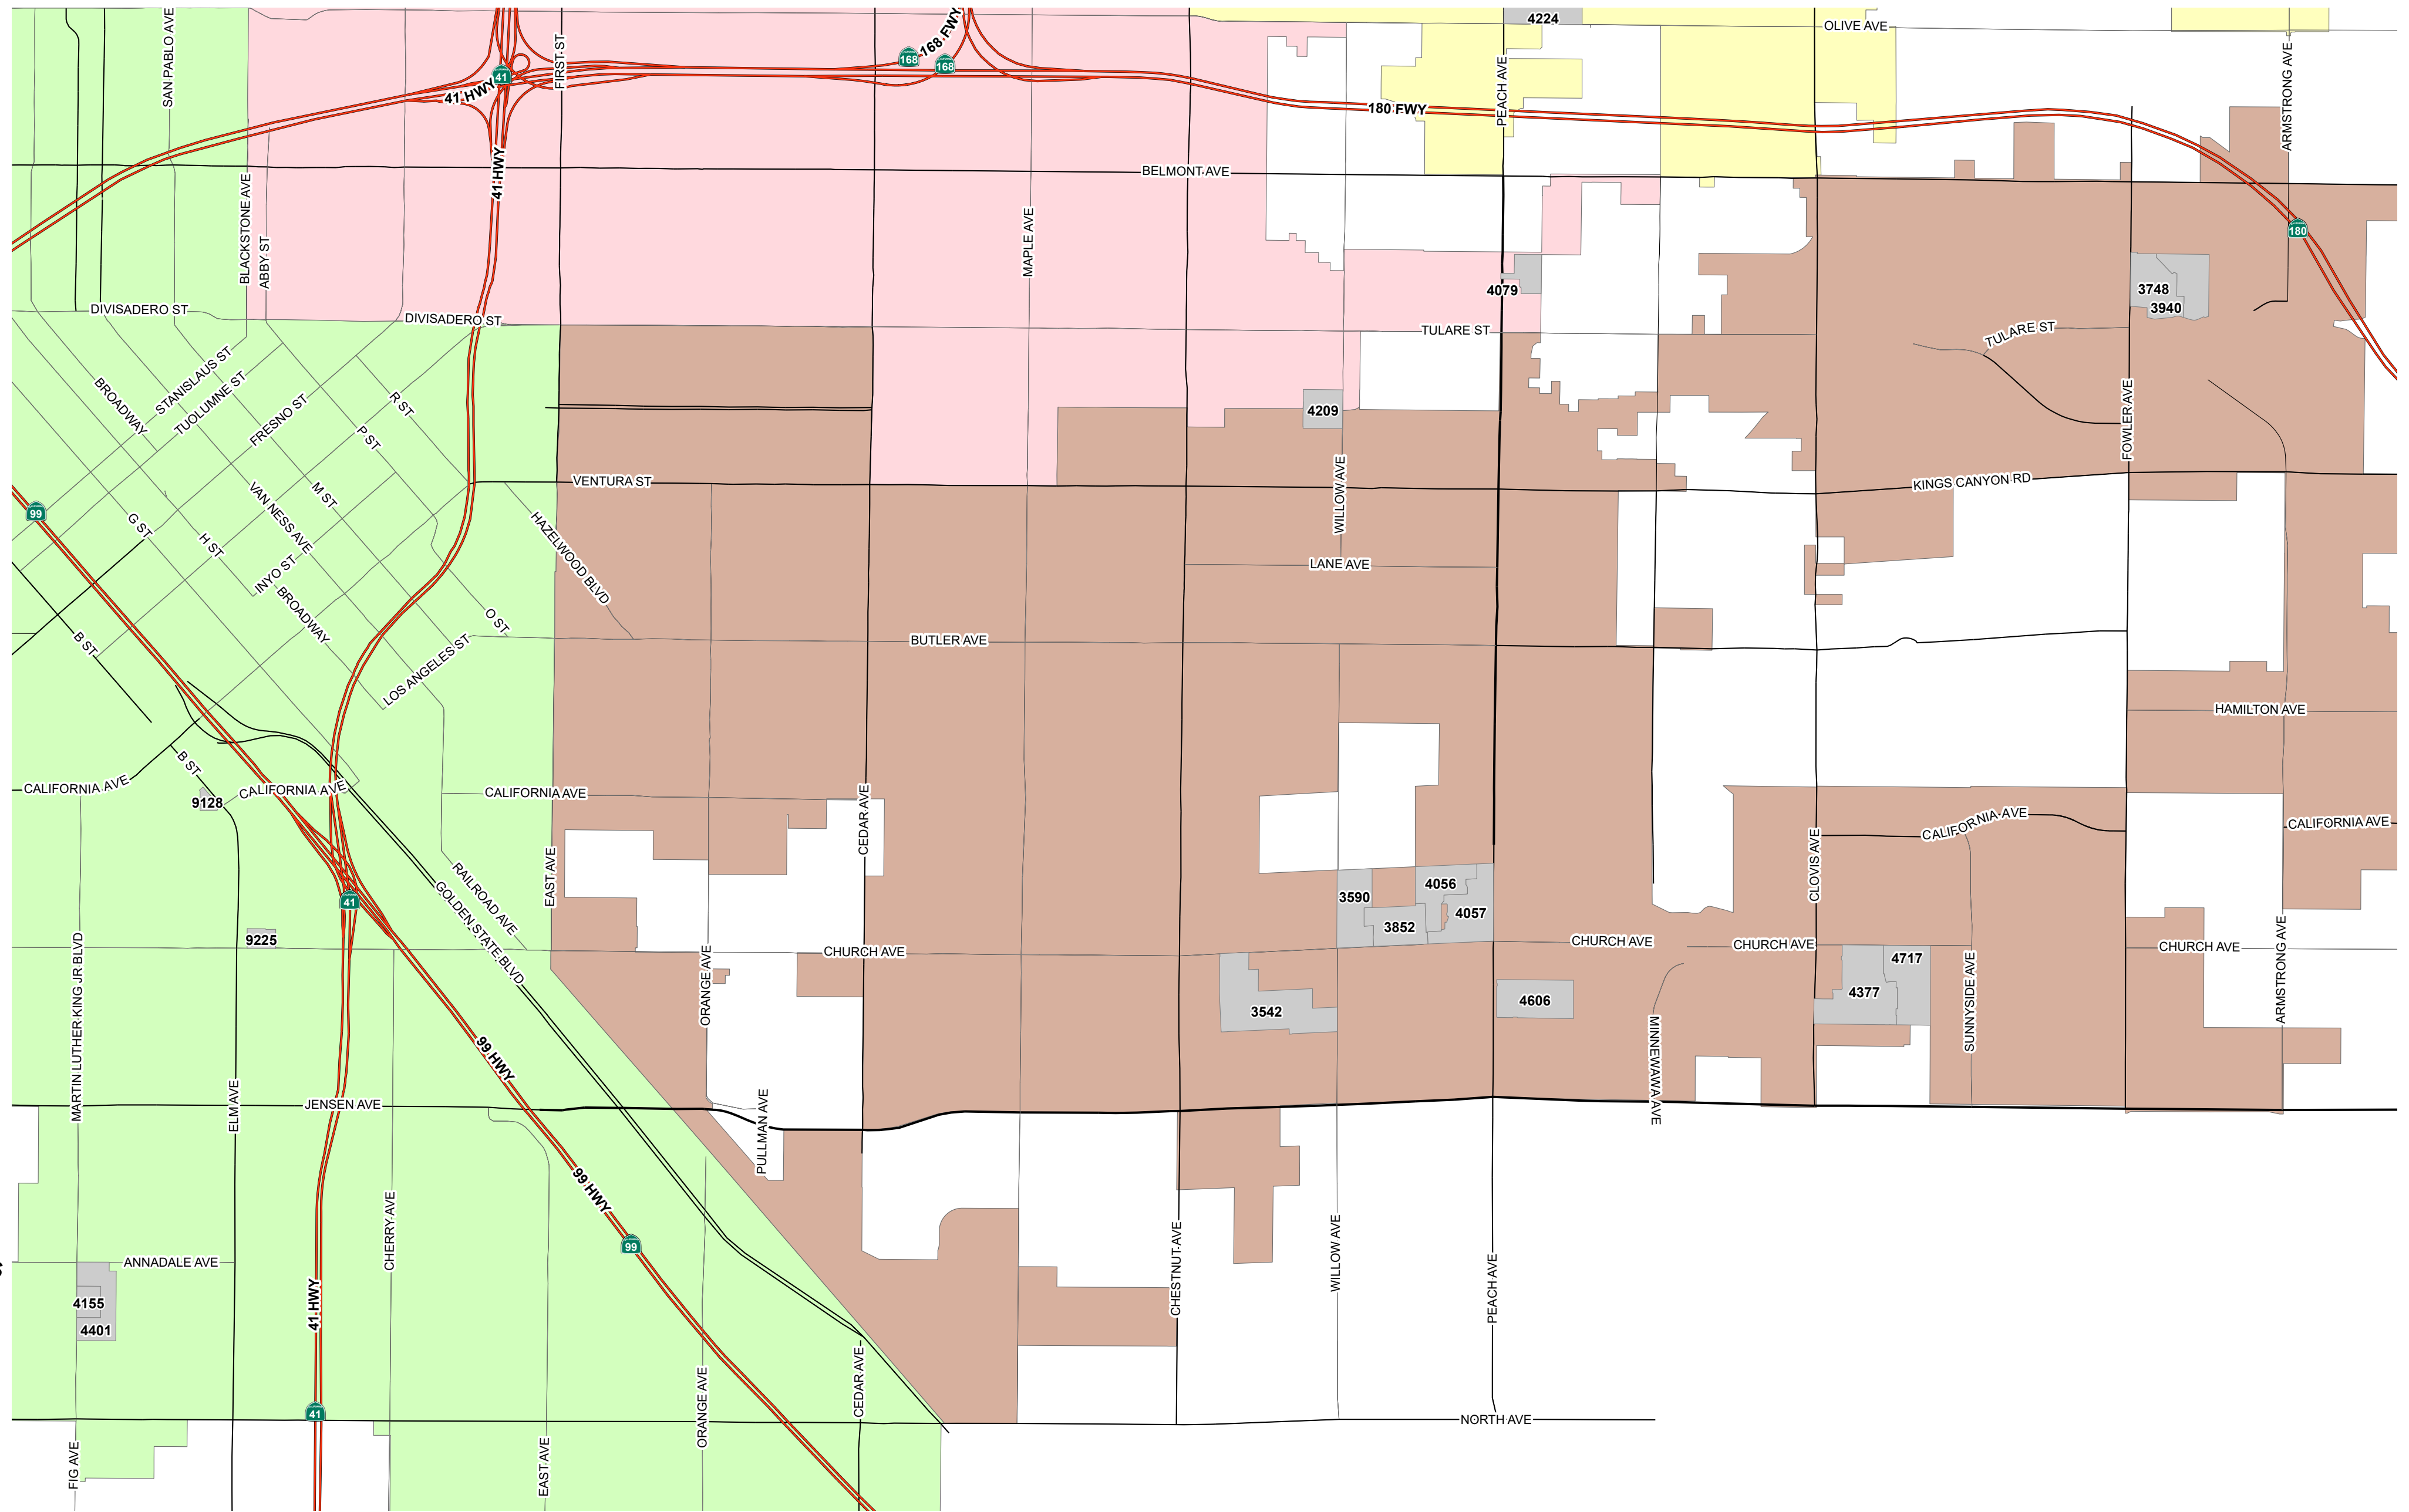 4224
OLIVE AVE
SAN PABLO AVE
FIRST ST
168 FWY
168
168
41
41 HWY
180 FWY
PEACH AVE
ARMSTRONG AVE
41 HWY
BELMONT AVE
BLACKSTONE AVE
ABBY ST
MAPLE AVE
180
4079
3748
3940
DIVISADERO ST
DIVISADERO ST
TULARE ST
TULARE ST
STANISLAUS ST
TUOLUMNE ST
BROADWAY
FRESNO ST
R ST
P ST
4209
FOWLER AVE
VENTURA ST
KINGS CANYON RD
WILLOW AVE
99
G ST
H ST
VAN NESS AVE
M ST
INYO ST
BROADWAY
HAZELWOOD BLVD
LANE AVE
O ST
B ST
LOS ANGELES ST
BUTLER AVE
HAMILTON AVE
B ST
CALIFORNIA AVE
CALIFORNIA AVE
CALIFORNIA AVE
9128
CEDAR AVE
CALIFORNIA AVE
CALIFORNIA AVE
CLOVIS AVE
EAST AVE
RAILROAD AVE
GOLDEN STATE BLVD
41
3590
4056
4057
3852
9225
CHURCH AVE
CHURCH AVE
CHURCH AVE
CHURCH AVE
4717
4377
4606
3542
ORANGE AVE
MARTIN LUTHER KING JR BLVD
SUNNYSIDE AVE
ARMSTRONG AVE
MINNEWAWA AVE
99 HWY
JENSEN AVE
ELM AVE
PULLMAN AVE
99 HWY
CHERRY AVE
CHESTNUT AVE
WILLOW AVE
PEACH AVE
99
ANNADALE AVE
4155
4401
41 HWY
41
CEDAR AVE
ORANGE AVE
NORTH AVE
FIG AVE
EAST AVE